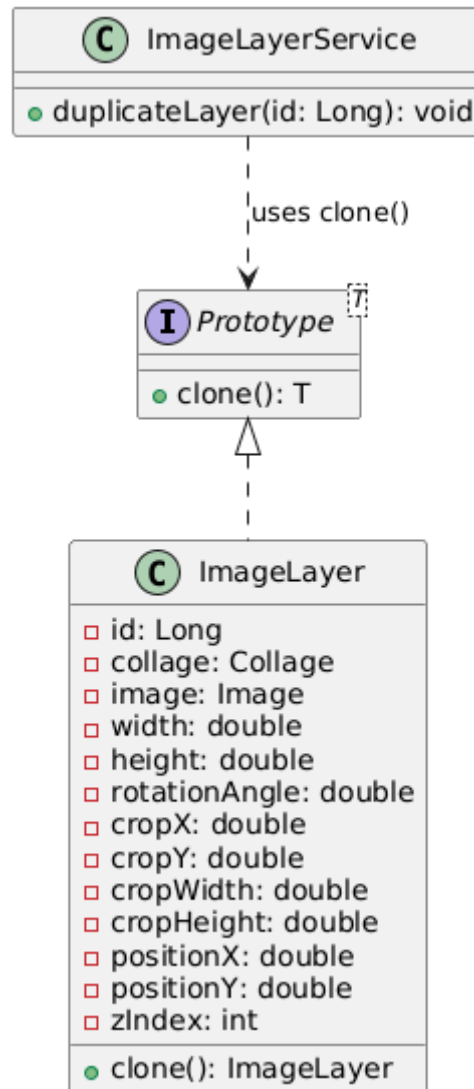 C ImageLayerService
duplicateLayer(id: Long): void
uses clone()
I Prototype T
clone(): T
C ImageLayer
id: Long
collage: Collage
image: Image
width: double
height: double
rotationAngle: double
cropX: double
cropY: double
cropWidth: double
cropHeight: double
positionX: double
positionY: double
zIndex: int
clone(): ImageLayer